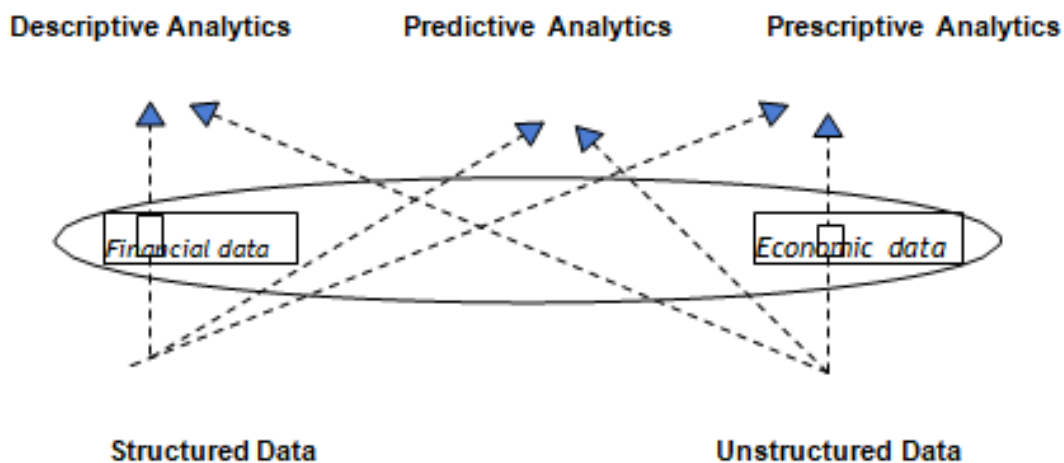 Descriptive Analytics Predictive Analytics Prescriptive Analytics
Financial data Economic data
Structured Data Unstructured Data